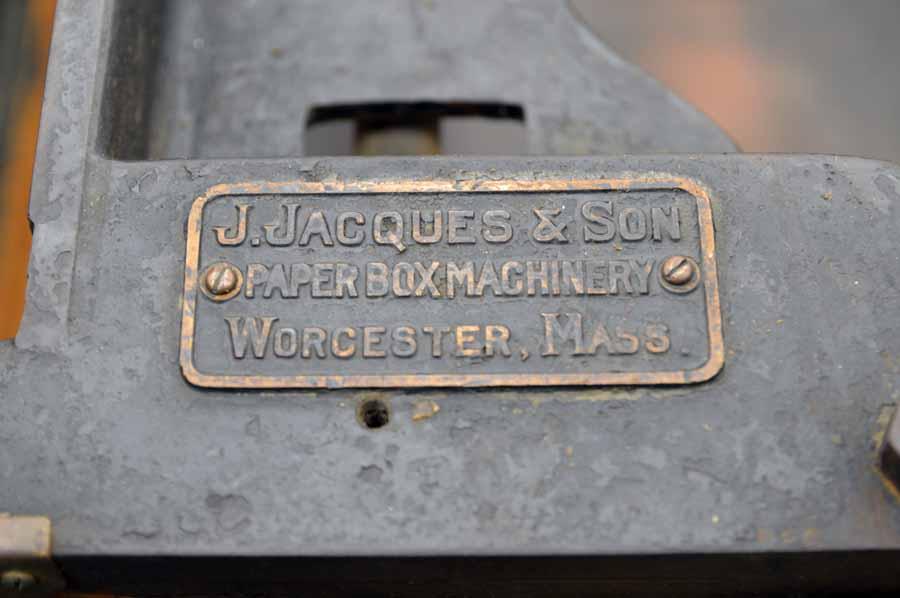 J. JACQUES & SON
PAPER BOX MACHINERY
WORCESTER, MASS.